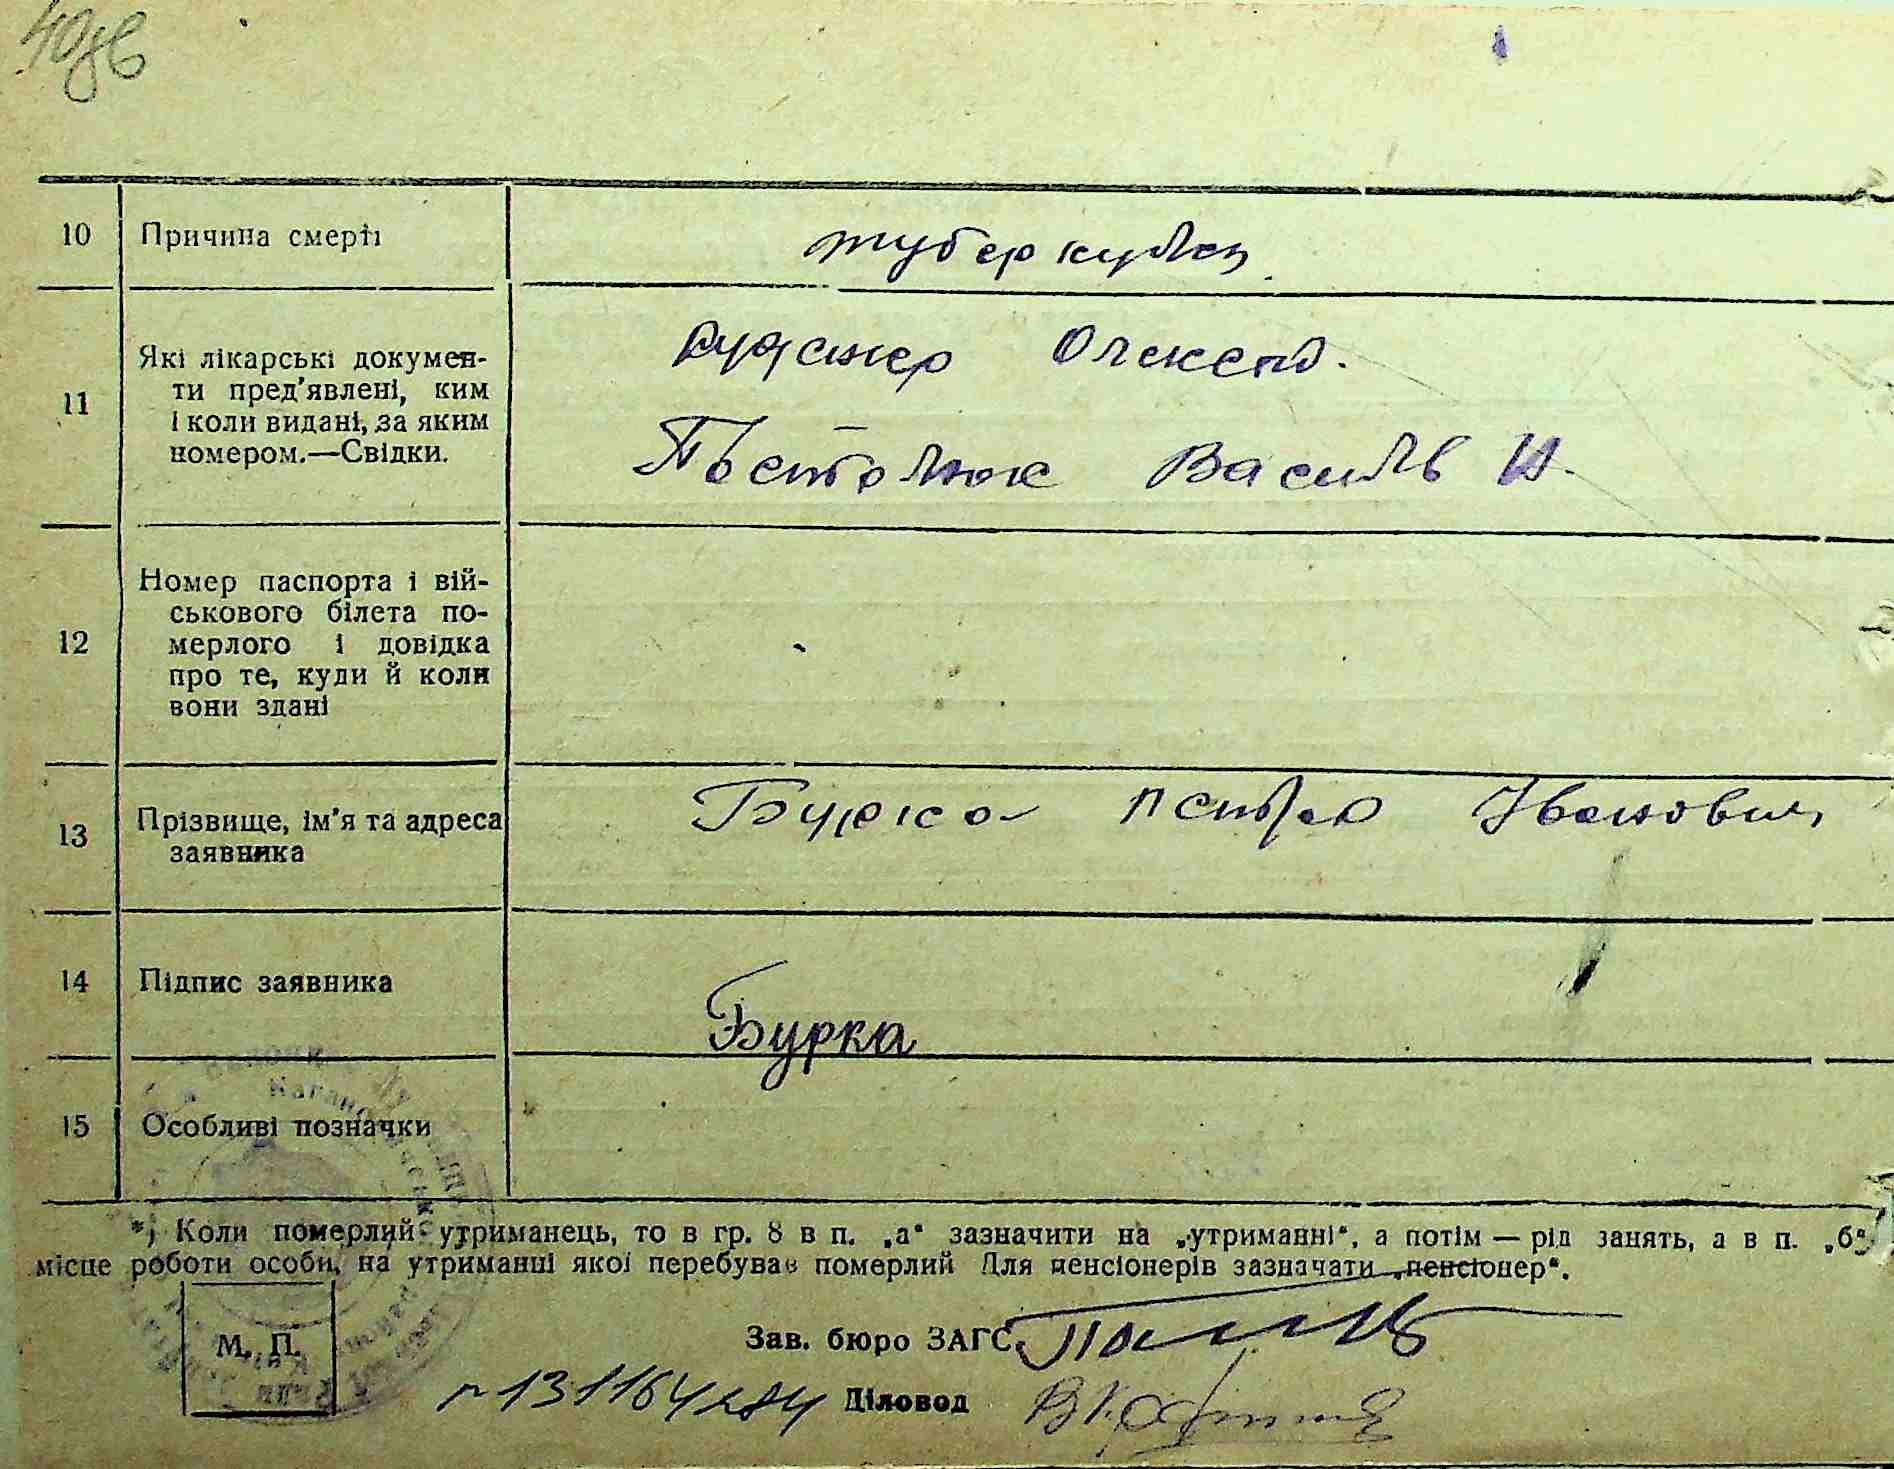 10 Причина смерті туберкульоз
11 Які лікарські докумен-
ти пред'явлені, ким
і коли видані, за яким
номером.—Свідки.
Олександ.
Постолюк Василь И.
12 Номер паспорта і вій-
ськового білета по-
мерлого і довідка
про те, куди й коли
вони здані
13 Прізвище, ім'я та адреса
заявника
Бурка Петро Іванович
14 Підпис заявника
Бурка
15 Особливі позначки
*) Коли померлий утриманець, то в гр. 8 в п. „а“ зазначити на „утриманні“, а потім — рід занять, а в п. „б“
місце роботи особи, на утриманні якої перебував померлий Для пенсіонерів зазначати „пенсіонер“.
М. П.
Зав. бюро ЗАГС
Діловод